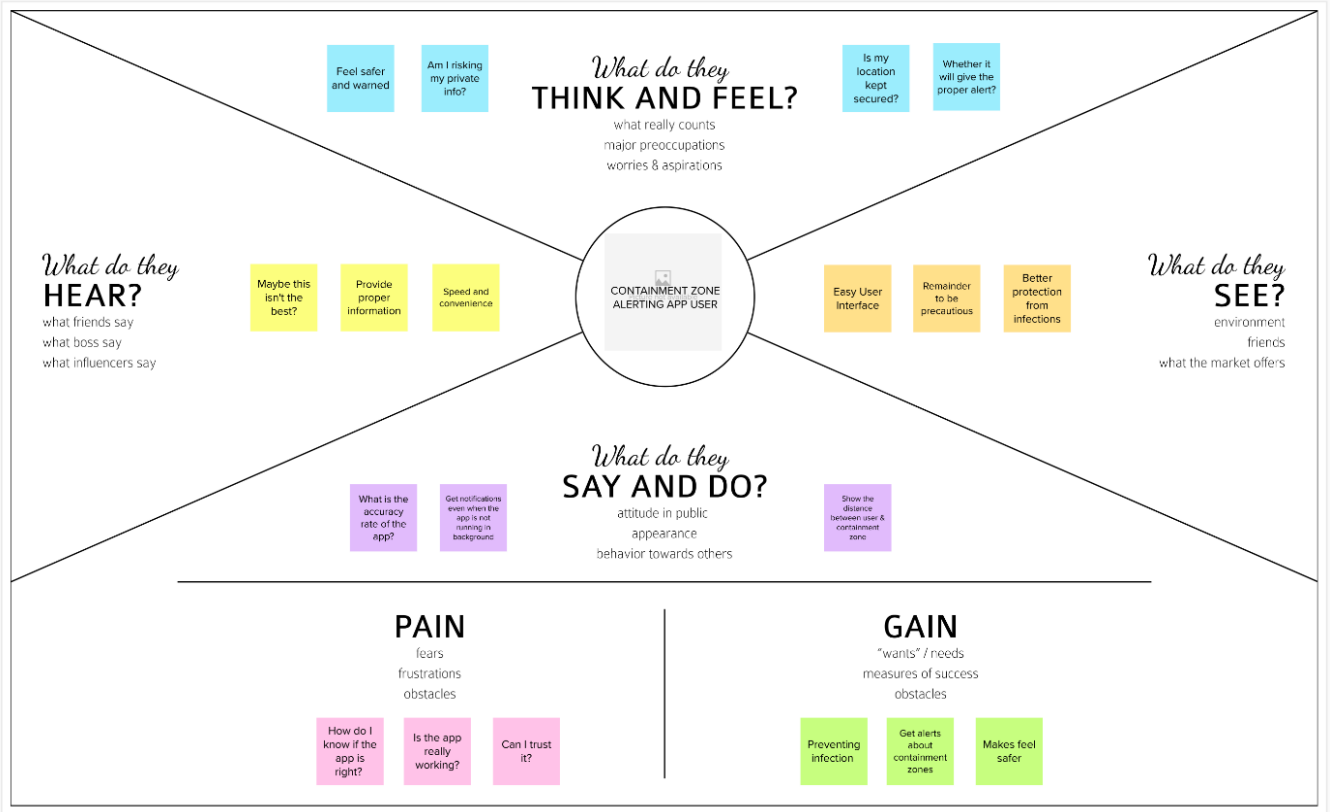 What do they
THINK AND FEEL?
what really counts
major preoccupations
worries & aspirations
Feel safer
and warned
Am I risking
my private
info?
Is my
location
kept
secured?
Whether it
will give the
proper alert?
What do they
HEAR?
what friends say
what boss say
what influencers say
Maybe this
isn't the
best?
Provide
proper
information
Speed and
convenience
CONTAINMENT ZONE
ALERTING APP USER
Easy User
Interface
Remainder
to be
precautious
Better
protection
from
infections
What do they
SEE?
environment
friends
what the market offers
What do they
SAY AND DO?
attitude in public
appearance
behavior towards others
What is the
accuracy
rate of the
app?
Get notifications
even when the
app is not
running in
background
Show the
distance
between user &
containment
zone
PAIN
fears
frustrations
obstacles
How do I
know if the
app is
right?
Is the app
really
working?
Can I trust
it?
GAIN
"wants" / needs
measures of success
obstacles
Preventing
infection
Get alerts
about
containment
zones
Makes feel
safer